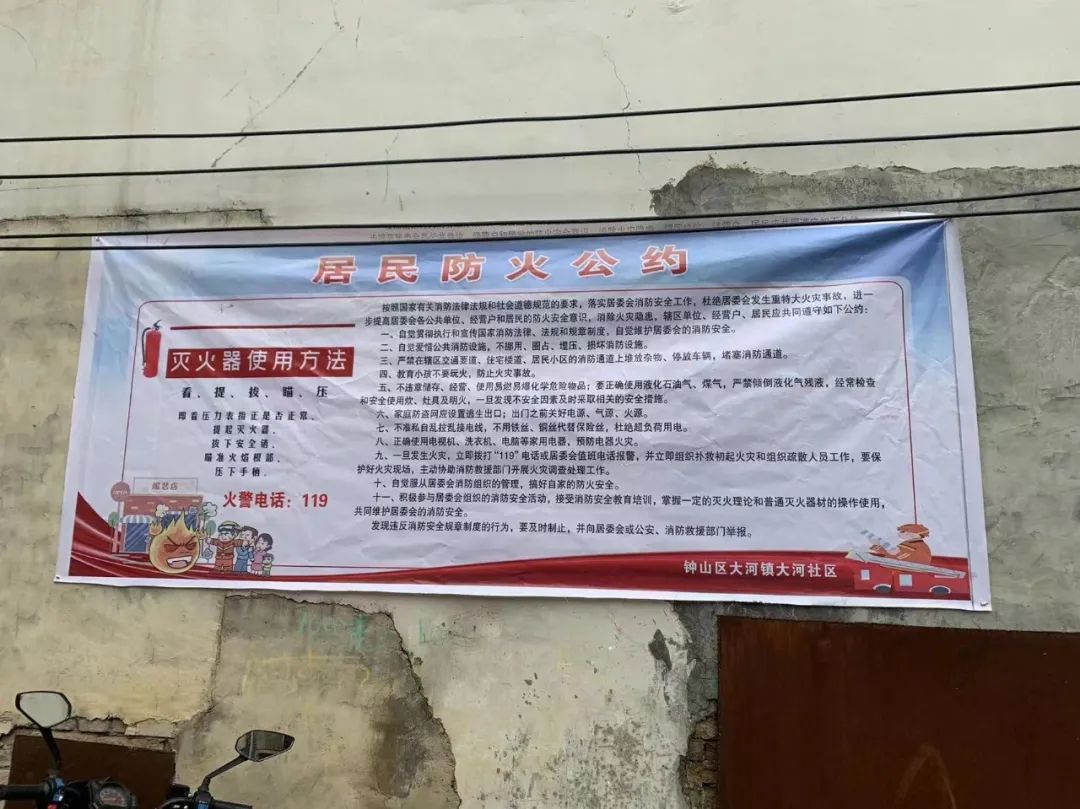 居民防火公约
灭火器使用方法
看、提、拔、瞄、压
即看压力表指正是否正常、
提起灭火器、
拔下安全销、
瞄准火焰根部、
压下手梢。
火警电话：119
按照国家有关消防法律法规和社会道德规范的要求，落实居委会消防安全工作，杜绝居委会发生重特大火灾事故，进一
步提高居委会各公共单位、经营户和居民的防火安全意识，消除火灾隐患，辖区单位、经营户、居民应共同遵守如下公约：
一、自觉贯彻执行和宣传国家消防法律、法规和规章制度，自觉维护居委会的消防安全。
二、自觉爱惜公共消防设施，不挪用、圈占、埋压、损坏消防设施。
三、严禁在辖区交通要道、住宅楼道、居民小区的消防通道上堆放杂物、停放车辆，堵塞消防通道。
四、教育小孩不要玩火，防止火灾事故。
五、不违章储存、经营、使用易燃易爆化学危险物品；要正确使用液化石油气、煤气，严禁倾倒液化气残液，经常检查
和安全使用炊、灶具及明火，一旦发现不安全因素及时采取相关的安全措施。
六、家庭防盗网应设置逃生出口；出门之前关好电源、气源、火源。
七、不准私自乱拉乱接电线，不用铁丝、铜丝代替保险丝，杜绝超负荷用电。
八、正确使用电视机、洗衣机、电脑等家用电器，预防电器火灾。
九、一旦发生火灾，立即拨打“119”电话或居委会值班电话报警，并立即组织补救初起火灾和组织疏散人员工作，要保
护好火灾现场，主动协助消防救援部门开展火灾调查处理工作。
十、自觉服从居委会消防组织的管理，搞好自家的防火安全。
十一、积极参与居委会组织的消防安全活动，接受消防安全教育培训，掌握一定的灭火理论和普通灭火器材的操作使用，
共同维护居委会的消防安全。
发现违反消防安全规章制度的行为，要及时制止，并向居委会或公安、消防救援部门举报。
钟山区大河镇大河社区